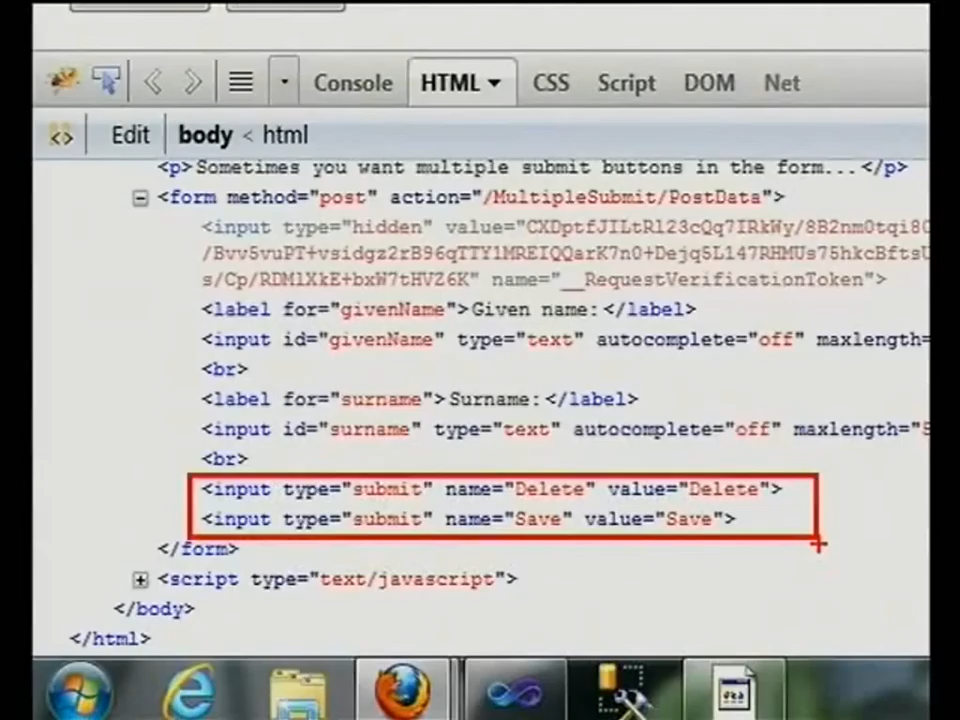 Console HTML CSS Script DOM Net
Edit body < html
<p>Sometimes you want multiple submit buttons in the form...</p>
<form method="post" action="/MultipleSubmit/PostData">
<input type="hidden"
/Bvv5vuPT+vsidgz2rB96qTTY1MREIQQarK7n0+Dejq5L147RHMUs75hkcBftsU
s/Cp/RDMlXkE+bxW7tHVZ6K" name="__RequestVerificationToken">
<label for="givenName">Given name:</label>
<input id="givenName" type="text" autocomplete="off" maxlength=
<br>
<label for="surname">Surname:</label>
<input id="surname" type="text" autocomplete="off" maxlength="5
<br>
<input type="submit" name="Delete" value="Delete">
<input type="submit" name="Save" value="Save">
</form>
<script type="text/javascript">
</body>
</html>